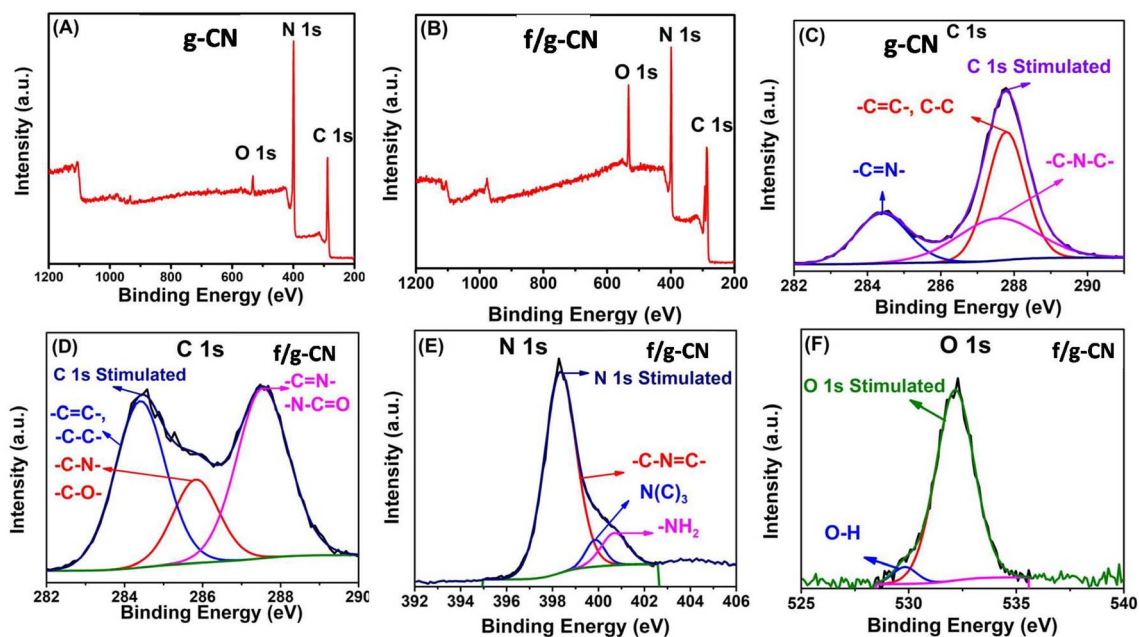 (A)
g-CN
N 1s
O 1s
C 1s
Intensity (a.u.)
1200 1000 800 600 400 200
Binding Energy (eV)
(B)
f/g-CN
N 1s
O 1s
C 1s
Intensity (a.u.)
1200 1000 800 600 400 200
Binding Energy (eV)
(C)
g-CN C 1s
C 1s Stimulated
-C=C-, C-C
-C-N-C-
-C=N-
Intensity (a.u.)
282 284 286 288 290
Binding Energy (eV)
(D)
C 1s
f/g-CN
C 1s Stimulated
-C=C-,
-C-C-
-C-N-
-C-O-
-C=N-
-N-C=O
Intensity (a.u.)
282 284 286 288 290
Binding Energy (eV)
(E)
N 1s
f/g-CN
N 1s Stimulated
-C-N=C-
N(C)₃
-NH₂
Intensity (a.u.)
392 394 396 398 400 402 404 406
Binding Energy (eV)
(F)
O 1s
f/g-CN
O 1s Stimulated
O-H
Intensity (a.u.)
525 530 535 540
Binding Energy (eV)